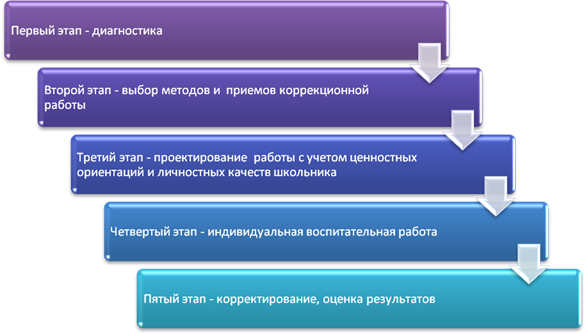 Первый этап - диагностика
Второй этап - выбор методов и приемов коррекционной
работы
Третий этап - проектирование работы с учетом ценностных
ориентаций и личностных качеств школьника
Четвертый этап - индивидуальная воспитательная работа
Пятый этап - корректирование, оценка результатов